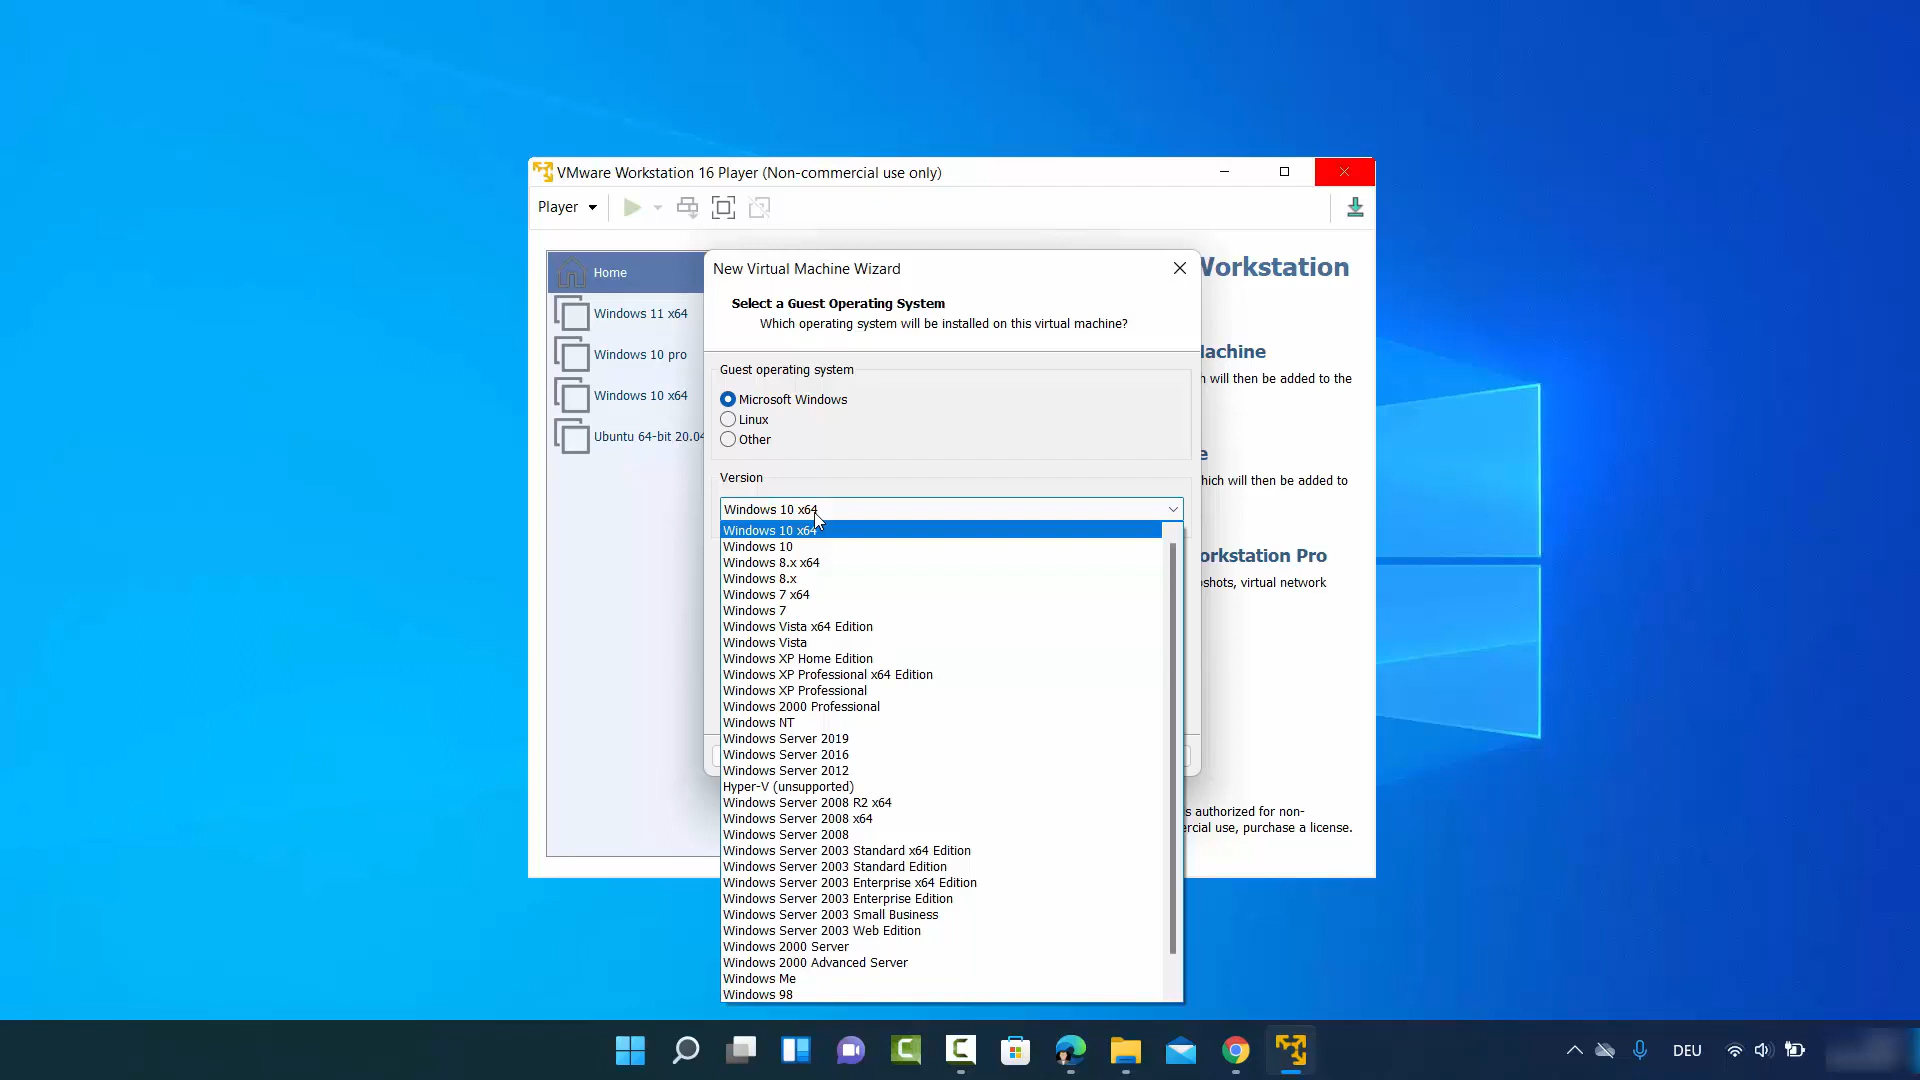 VMware Workstation 16 Player (Non-commercial use only)
Player
Home
Windows 11 x64
Windows 10 pro
Windows 10 x64
Ubuntu 64-bit 20.04
New Virtual Machine Wizard
Select a Guest Operating System
Which operating system will be installed on this virtual machine?
Guest operating system
Microsoft Windows
Linux
Other
Version
Windows 10 x64
Windows 10 x64
Windows 10
Windows 8.x x64
Windows 8.x
Windows 7 x64
Windows 7
Windows Vista x64 Edition
Windows Vista
Windows XP Home Edition
Windows XP Professional x64 Edition
Windows XP Professional
Windows 2000 Professional
Windows NT
Windows Server 2019
Windows Server 2016
Windows Server 2012
Hyper-V (unsupported)
Windows Server 2008 R2 x64
Windows Server 2008 x64
Windows Server 2008
Windows Server 2003 Standard x64 Edition
Windows Server 2003 Standard Edition
Windows Server 2003 Enterprise x64 Edition
Windows Server 2003 Enterprise Edition
Windows Server 2003 Small Business
Windows Server 2003 Web Edition
Windows 2000 Server
Windows 2000 Advanced Server
Windows Me
Windows 98
Workstation
achine
h will then be added to the
e
hich will then be added to
orkstation Pro
shots, virtual network
s authorized for non-
ercial use, purchase a license.
DEU